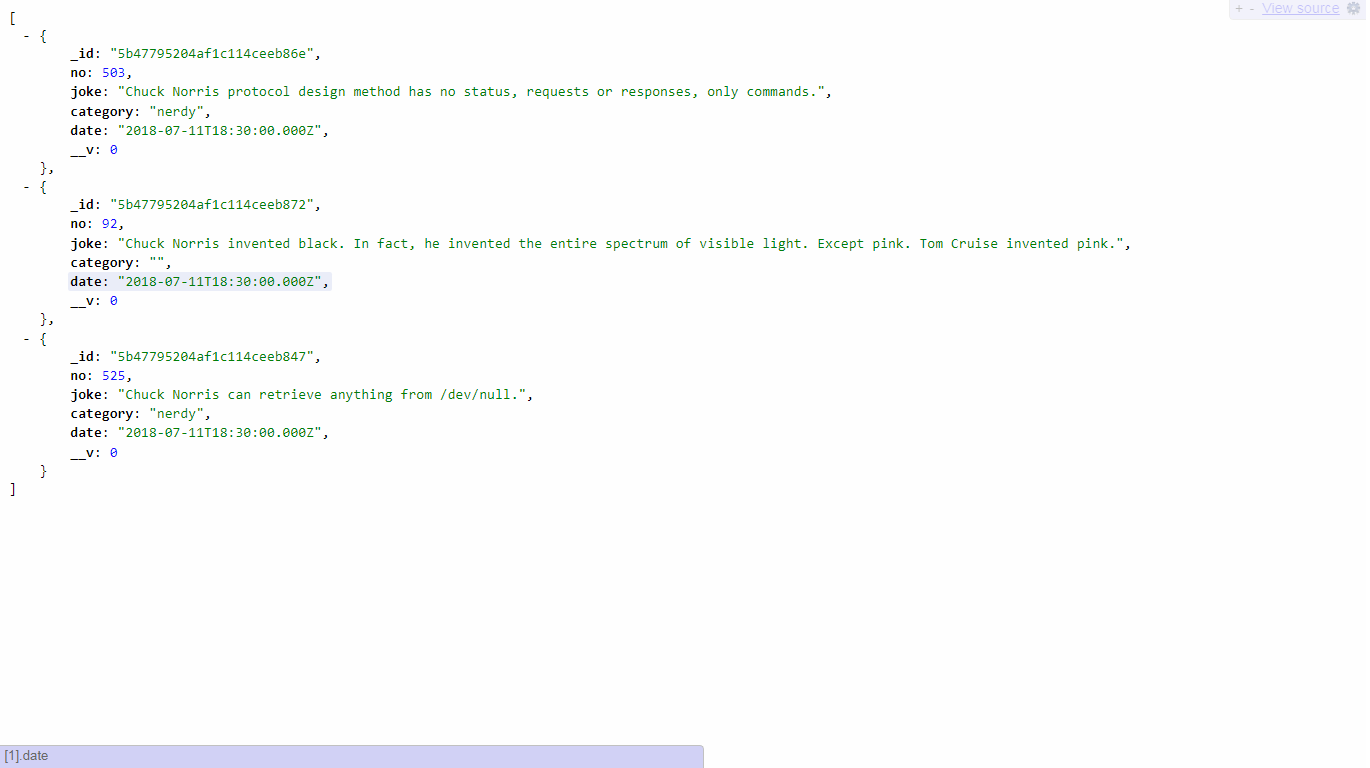 + - View source
[
- {
_id: "5b47795204af1c114ceeb86e",
no: 503,
joke: "Chuck Norris protocol design method has no status, requests or responses, only commands.",
category: "nerdy",
date: "2018-07-11T18:30:00.000Z",
__v: 0
},
- {
_id: "5b47795204af1c114ceeb872",
no: 92,
joke: "Chuck Norris invented black. In fact, he invented the entire spectrum of visible light. Except pink. Tom Cruise invented pink.",
category: "",
date: "2018-07-11T18:30:00.000Z",
__v: 0
},
- {
_id: "5b47795204af1c114ceeb847",
no: 525,
joke: "Chuck Norris can retrieve anything from /dev/null.",
category: "nerdy",
date: "2018-07-11T18:30:00.000Z",
__v: 0
}
]
[1].date